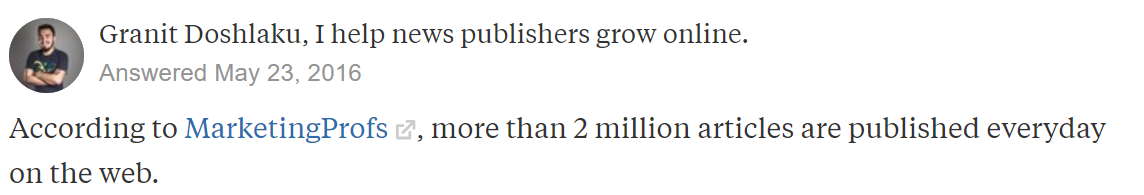 Granit Doshlaku, I help news publishers grow online.
Answered May 23, 2016
According to MarketingProfs, more than 2 million articles are published everyday
on the web.